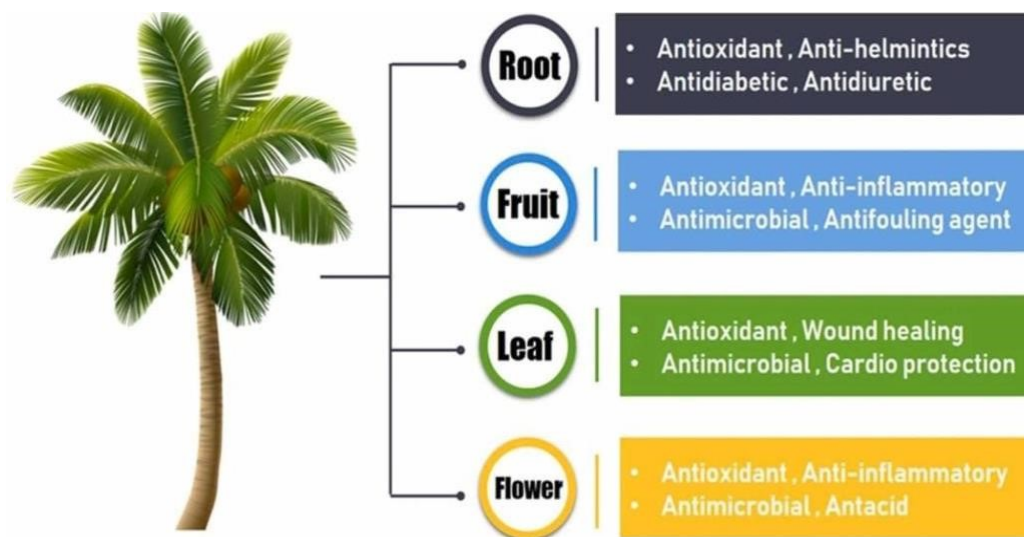 Root
• Antioxidant , Anti-helmintics
• Antidiabetic , Antidiuretic
Fruit
• Antioxidant , Anti-inflammatory
• Antimicrobial , Antifouling agent
Leaf
• Antioxidant , Wound healing
• Antimicrobial , Cardio protection
Flower
• Antioxidant , Anti-inflammatory
• Antimicrobial , Antacid